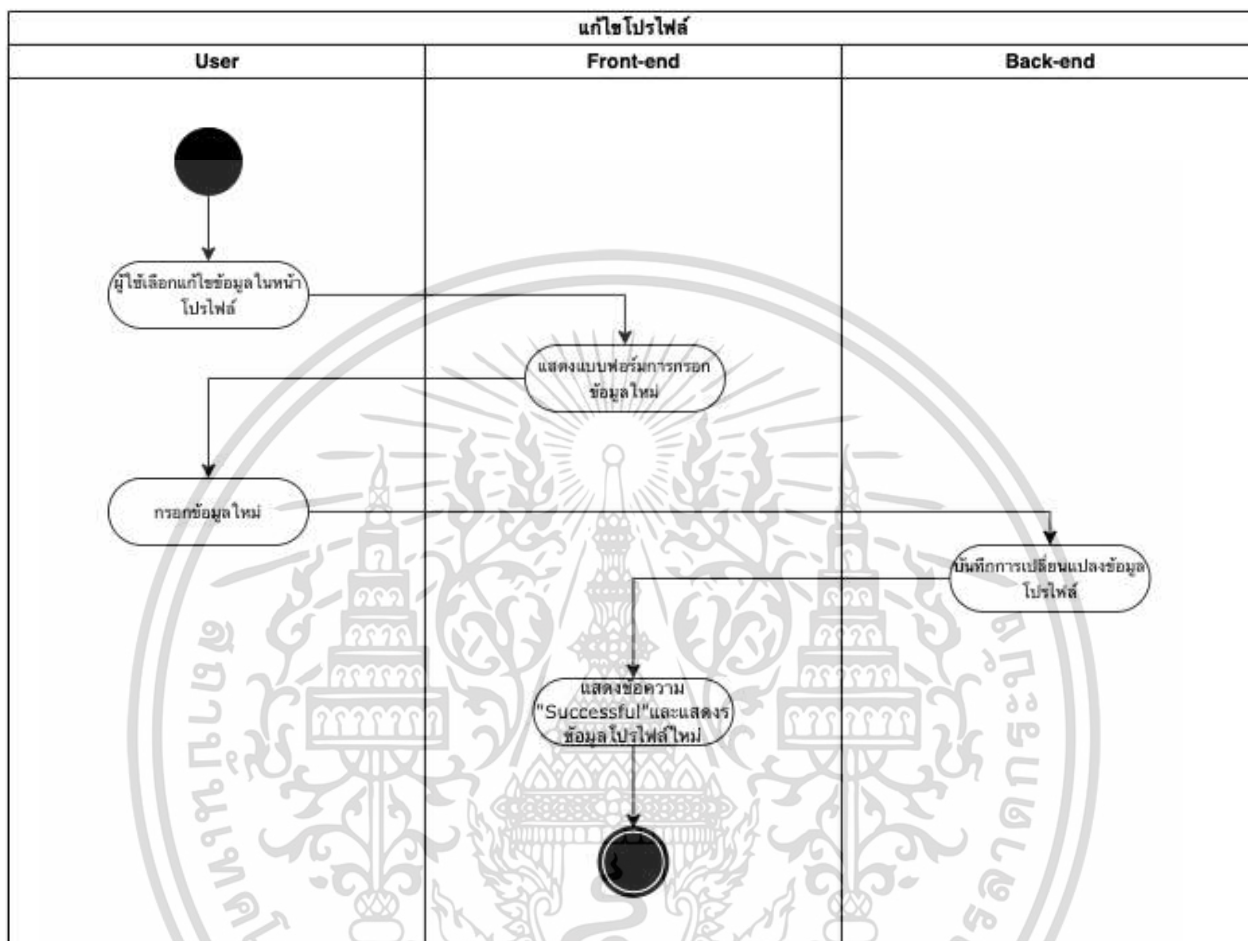 แก้ไขโปรไฟล์
User
Front-end
Back-end
ผู้ใช้เลือกแก้ไขข้อมูลในหน้า
โปรไฟล์
แสดงแบบฟอร์มการกรอก
ข้อมูลใหม่
กรอกข้อมูลใหม่
บันทึกการเปลี่ยนแปลงข้อมูล
โปรไฟล์
แสดงข้อความ
"Successful"และแสดงร
ข้อมูลโปรไฟล์ใหม่